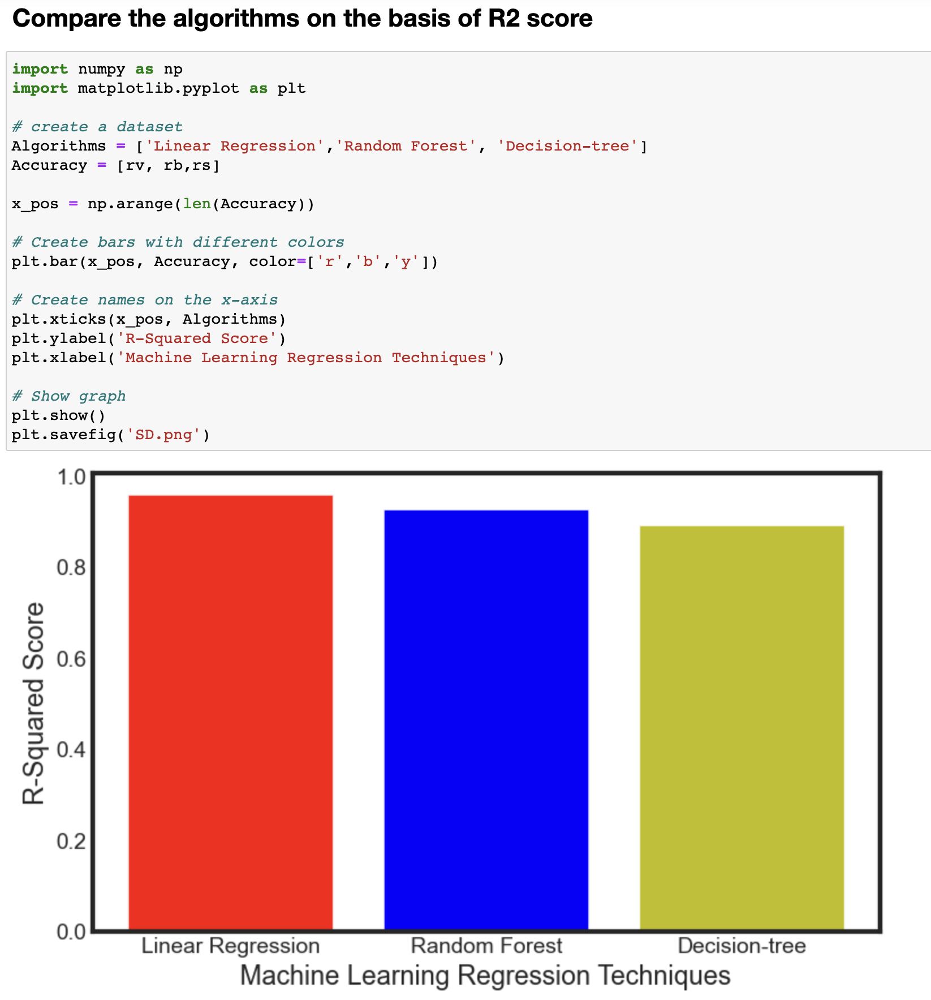 Compare the algorithms on the basis of R2 score
import numpy as np
import matplotlib.pyplot as plt
# create a dataset
Algorithms = ['Linear Regression','Random Forest', 'Decision-tree']
Accuracy = [rv, rb,rs]
x_pos = np.arange(len(Accuracy))
# Create bars with different colors
plt.bar(x_pos, Accuracy, color=['r','b','y'])
# Create names on the x-axis
plt.xticks(x_pos, Algorithms)
plt.ylabel('R-Squared Score')
plt.xlabel('Machine Learning Regression Techniques')
# Show graph
plt.show()
plt.savefig('SD.png')
1.0
0.8
0.6
0.4
0.2
0.0
R-Squared Score
Linear Regression Random Forest Decision-tree
Machine Learning Regression Techniques